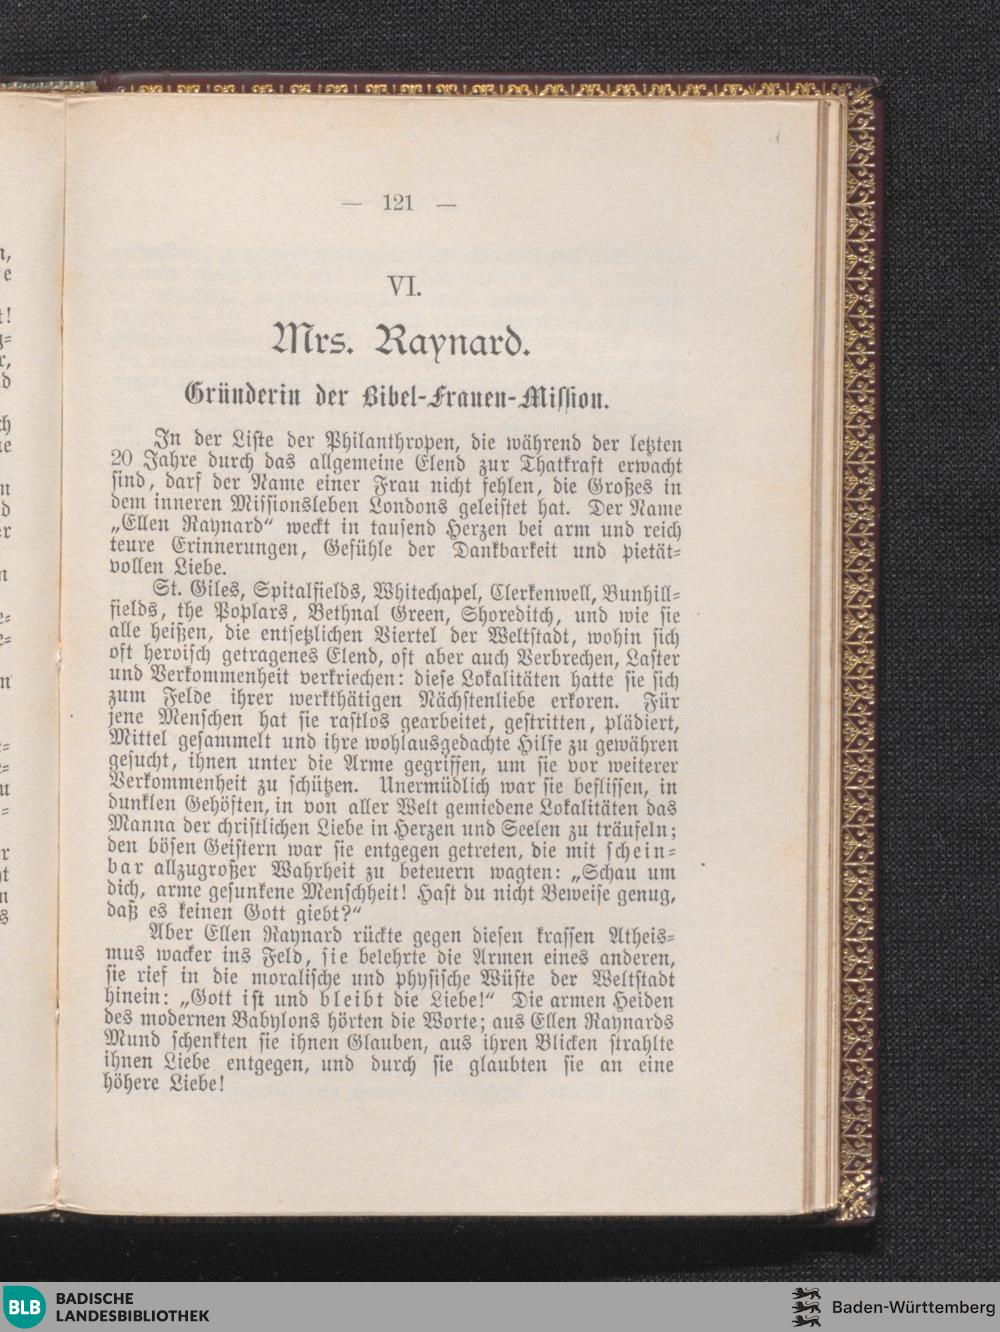 — 121 —
VI.
Mrs. Raynard.
Gründerin der Bibel-Frauen-Mission.
In der Liste der Philanthropen, die während der letzten
20 Jahre durch das allgemeine Elend zur Thatkraft erwacht
sind, darf der Name einer Frau nicht fehlen, die Großes in
dem inneren Missionsleben Londons geleistet hat. Der Name
„Ellen Raynard“ weckt in tausend Herzen bei arm und reich
teure Erinnerungen, Gefühle der Dankbarkeit und pietät-
vollen Liebe.
St. Giles, Spitalfields, Whitechapel, Clerkenwell, Bunhill-
fields, the Poplars, Bethnal Green, Shoreditch, und wie sie
alle heißen, die entsetzlichen Viertel der Weltstadt, wohin sich
oft heroisch getragenes Elend, oft aber auch Verbrechen, Laster
und Verkommenheit verkriechen: diese Lokalitäten hatte sie sich
zum Felde ihrer werkthätigen Nächstenliebe erkoren. Für
jene Menschen hat sie rastlos gearbeitet, gestritten, plädiert,
Mittel gesammelt und ihre wohlausgedachte Hilfe zu gewähren
gesucht, ihnen unter die Arme gegriffen, um sie vor weiterer
Verkommenheit zu schützen. Unermüdlich war sie beflissen, in
dunklen Gehöften, in von aller Welt gemiedene Lokalitäten das
Manna der christlichen Liebe in Herzen und Seelen zu träufeln;
den bösen Geistern war sie entgegen getreten, die mit schein-
bar allzugroßer Wahrheit zu beteuern wagten: „Schau um
dich, arme gesunkene Menschheit! Hast du nicht Beweise genug,
daß es keinen Gott giebt?“
Aber Ellen Raynard rückte gegen diesen krassen Atheis-
mus wacker ins Feld, sie belehrte die Armen eines anderen,
sie rief in die moralische und physische Wüste der Weltstadt
hinein: „Gott ist und bleibt die Liebe!“ Die armen Heiden
des modernen Babylons hörten die Worte; aus Ellen Raynards
Mund schenkten sie ihnen Glauben, aus ihren Blicken strahlte
ihnen Liebe entgegen, und durch sie glaubten sie an eine
höhere Liebe!
BLB BADISCHE
LANDESBIBLIOTHEK
Baden-Württemberg